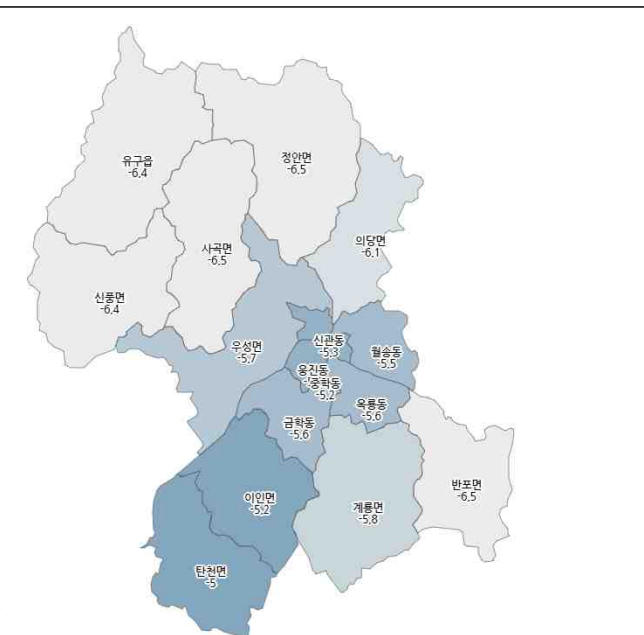 유구읍
-6.4
정안면
-6.5
의당면
-6.1
사곡면
-6.5
신풍면
-6.4
우성면
-5.7
신관동
-5.3
월송동
-5.5
웅진동
중학동
-5.2
옥룡동
-5.6
금학동
-5.6
이인면
-5.2
계룡면
-5.8
반포면
-6.5
탄천면
-5